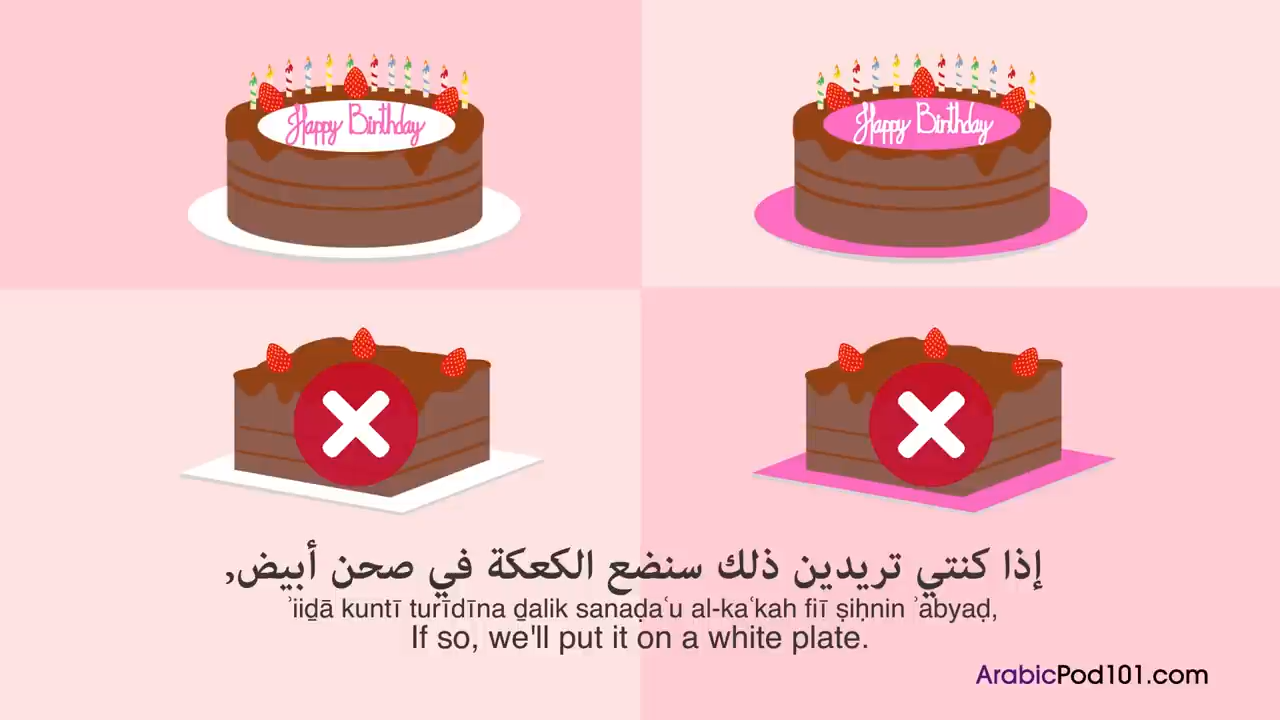 Happy Birthday
Happy Birthday
إذا كنتي تريدين ذلك سنضع الكعكة في صحن أبيض,
ʾiiḏā kuntī turīdīna ḏalik sanaḍaʿu al-kaʿkah fiī ṣiḥnin ʾabyaḍ,
If so, we'll put it on a white plate.
ArabicPod101.com